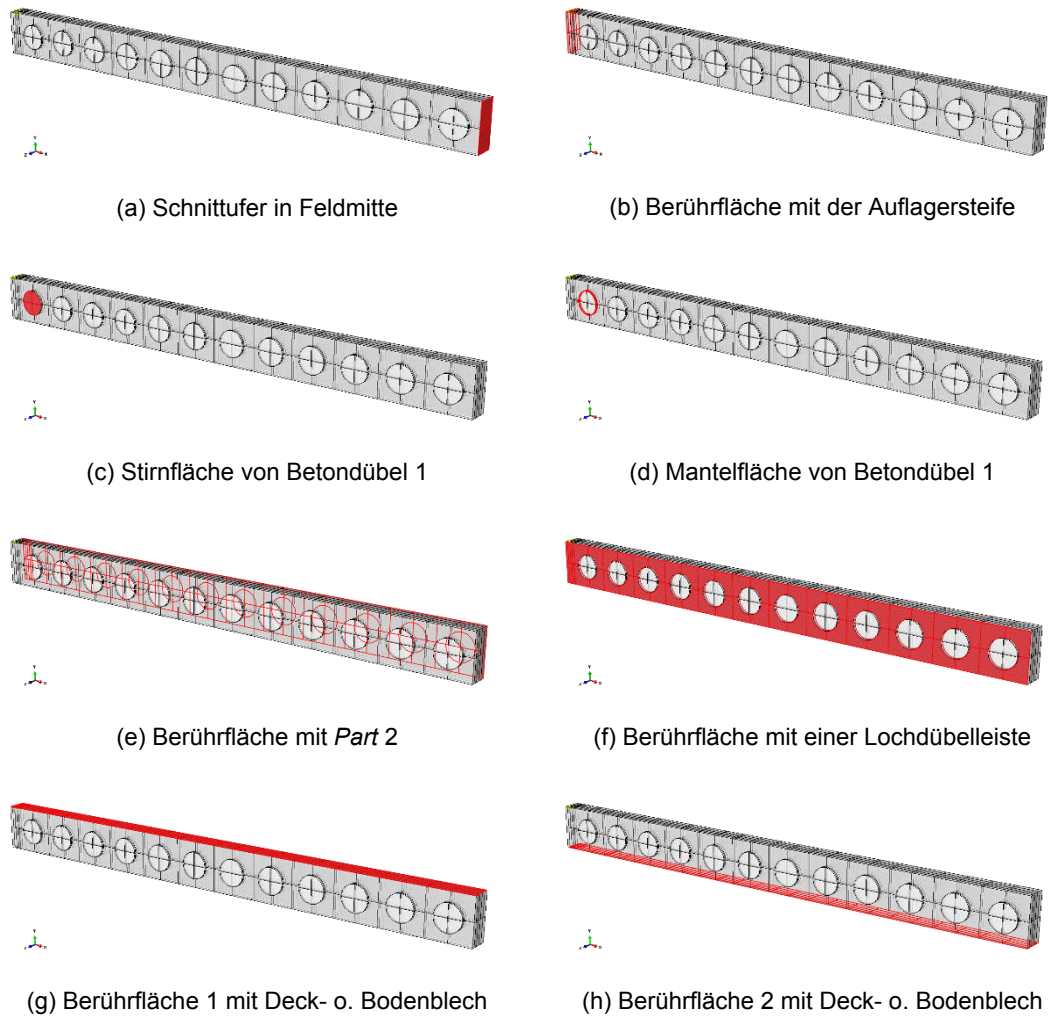 (a) Schnittufer in Feldmitte
(b) Berührfläche mit der Auflagersteife
(c) Stirnfläche von Betondübel 1
(d) Mantelfläche von Betondübel 1
(e) Berührfläche mit Part 2
(f) Berührfläche mit einer Lochdübelleiste
(g) Berührfläche 1 mit Deck- o. Bodenblech
(h) Berührfläche 2 mit Deck- o. Bodenblech